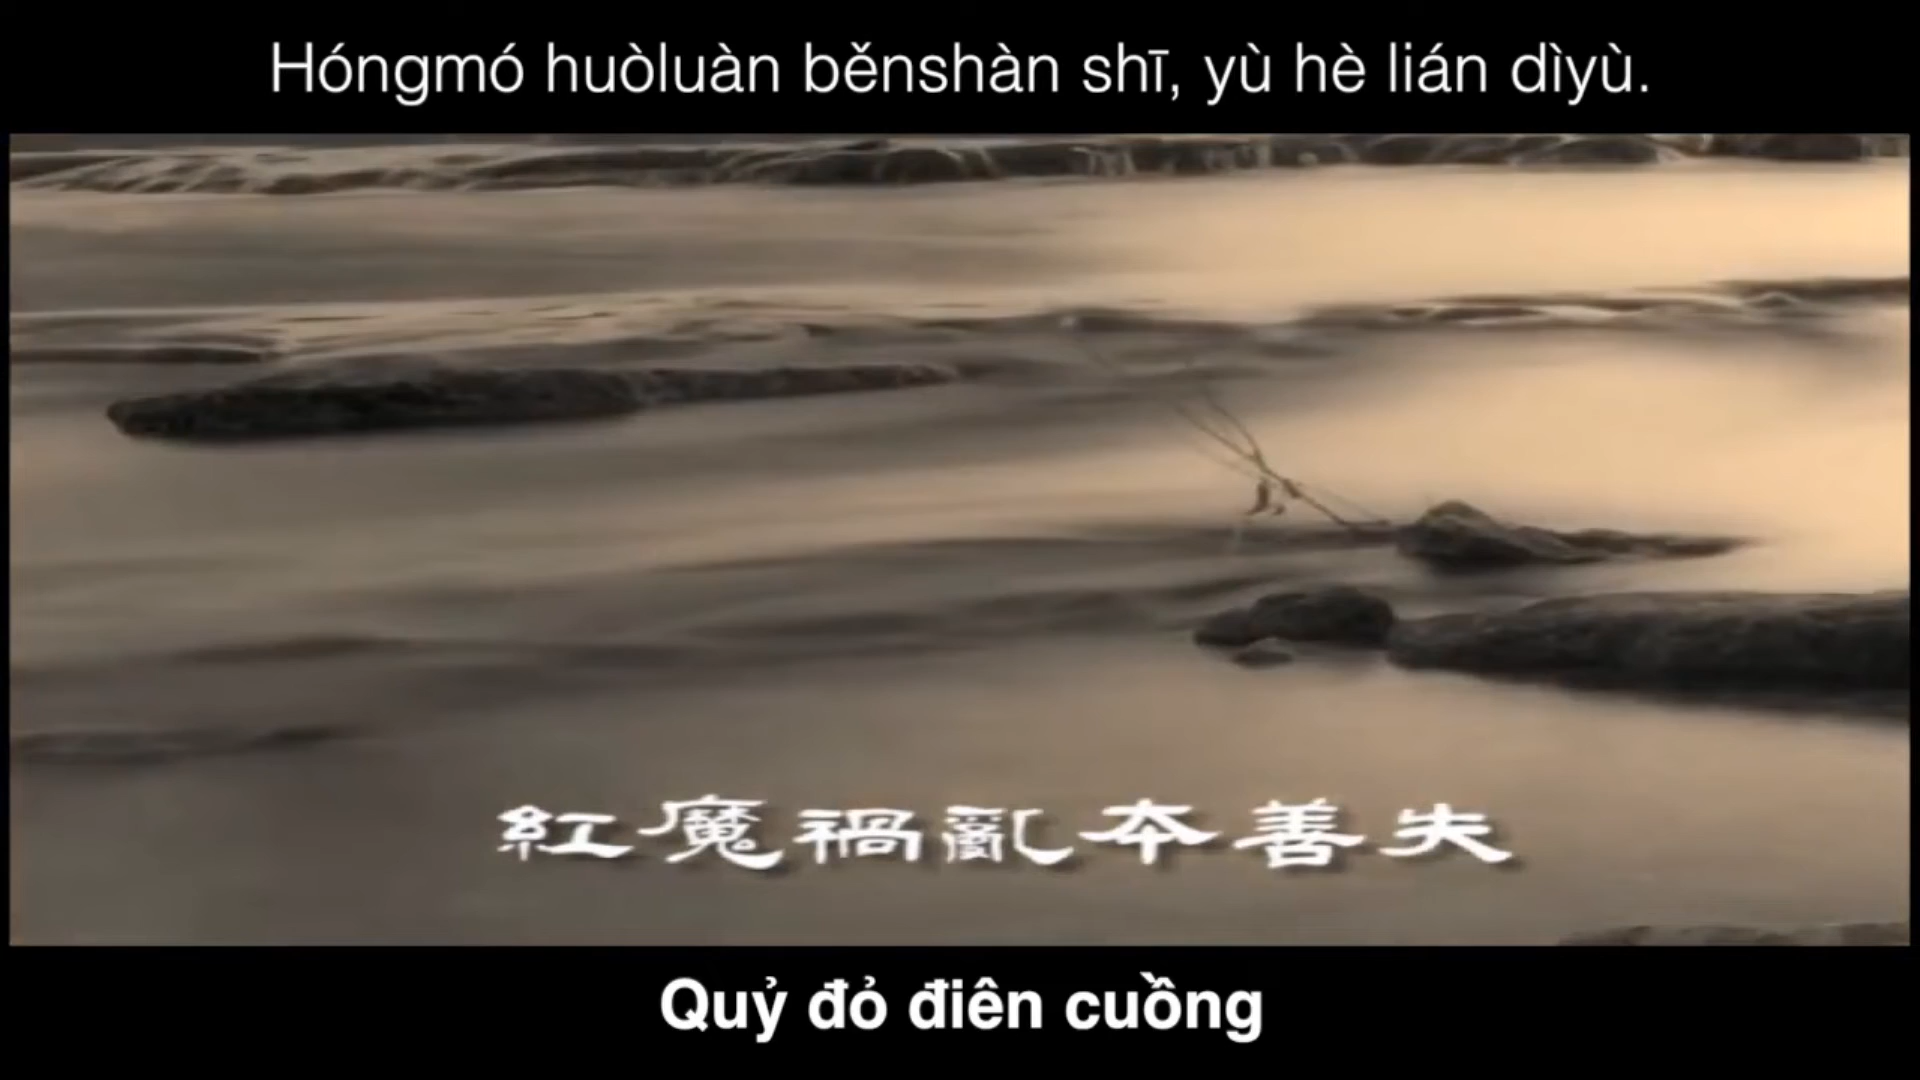 Hóngmó huòluàn běnshàn shī, yù hè lián dìyù.
紅魔禍亂本善失
Quỷ đỏ điên cuồng